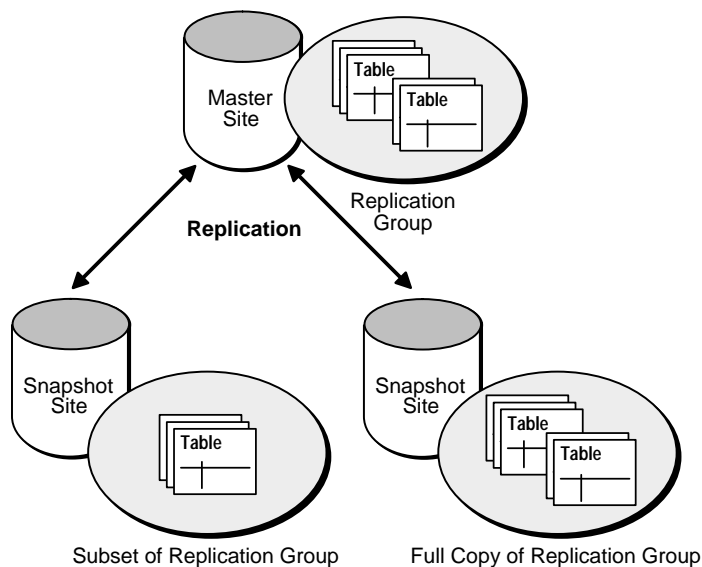 Master
Site
Table
Table
Replication
Group
Replication
Snapshot
Site
Table
Subset of Replication Group
Snapshot
Site
Table
Table
Full Copy of Replication Group